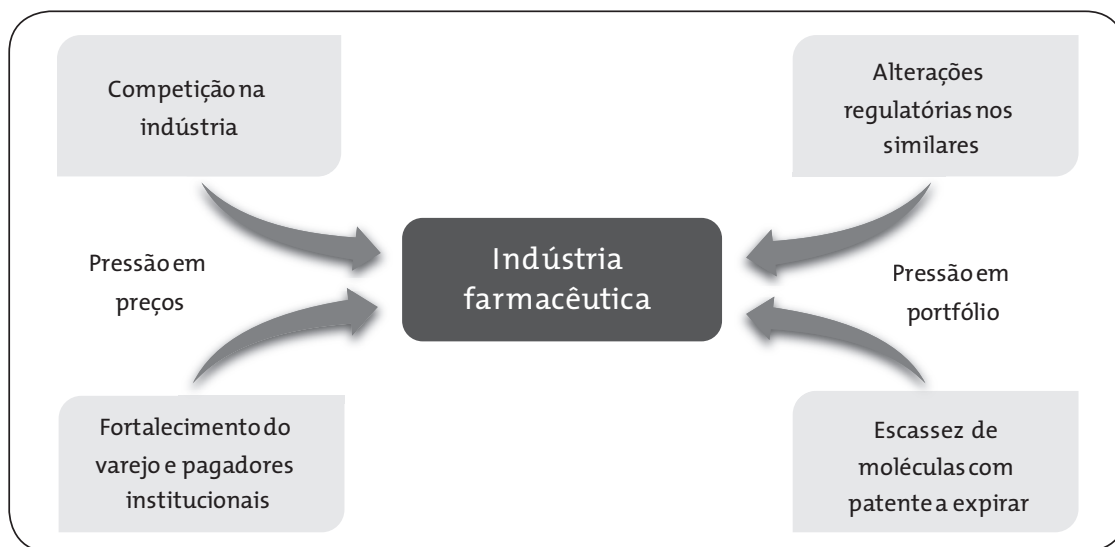 Competição na
indústria
Alterações
regulatórias nos
similares
Pressão em
preços
Indústria
farmacêutica
Pressão em
portfólio
Fortalecimento do
varejo e pagadores
institucionais
Escassez de
moléculas com
patente a expirar